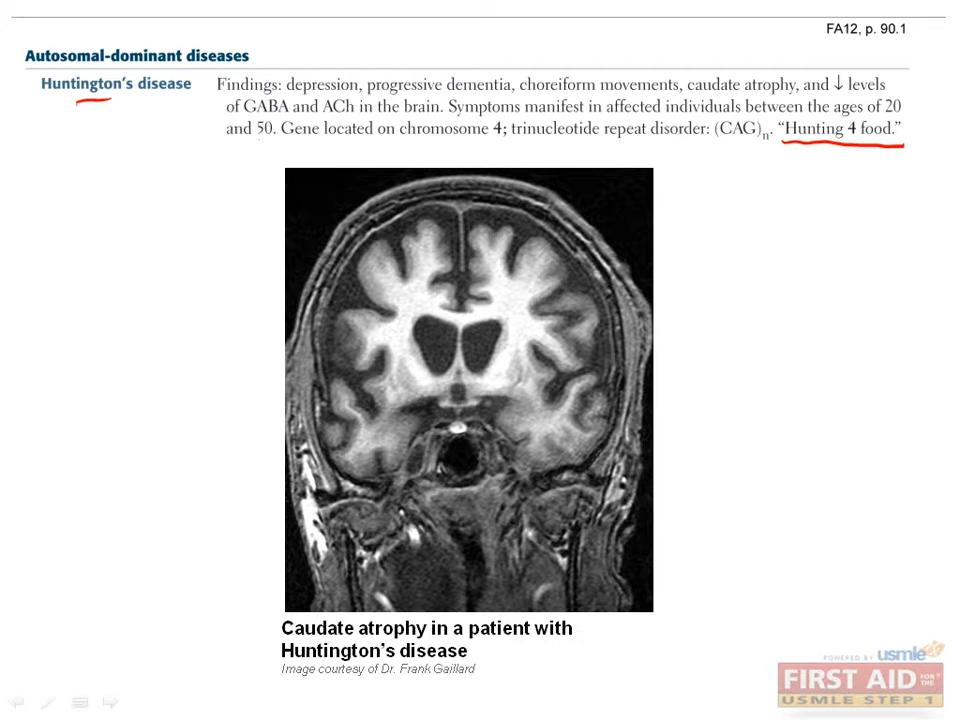 FA12, p. 90.1
Autosomal-dominant diseases
Huntington's disease
Findings: depression, progressive dementia, choreiform movements, caudate atrophy, and ↓ levels
of GABA and ACh in the brain. Symptoms manifest in affected individuals between the ages of 20
and 50. Gene located on chromosome 4; trinucleotide repeat disorder: (CAG)n. “Hunting 4 food.”
Caudate atrophy in a patient with
Huntington's disease
Image courtesy of Dr. Frank Gaillard
POWERED BY usmlerx
FIRST AID FOR THE
USMLE STEP 1